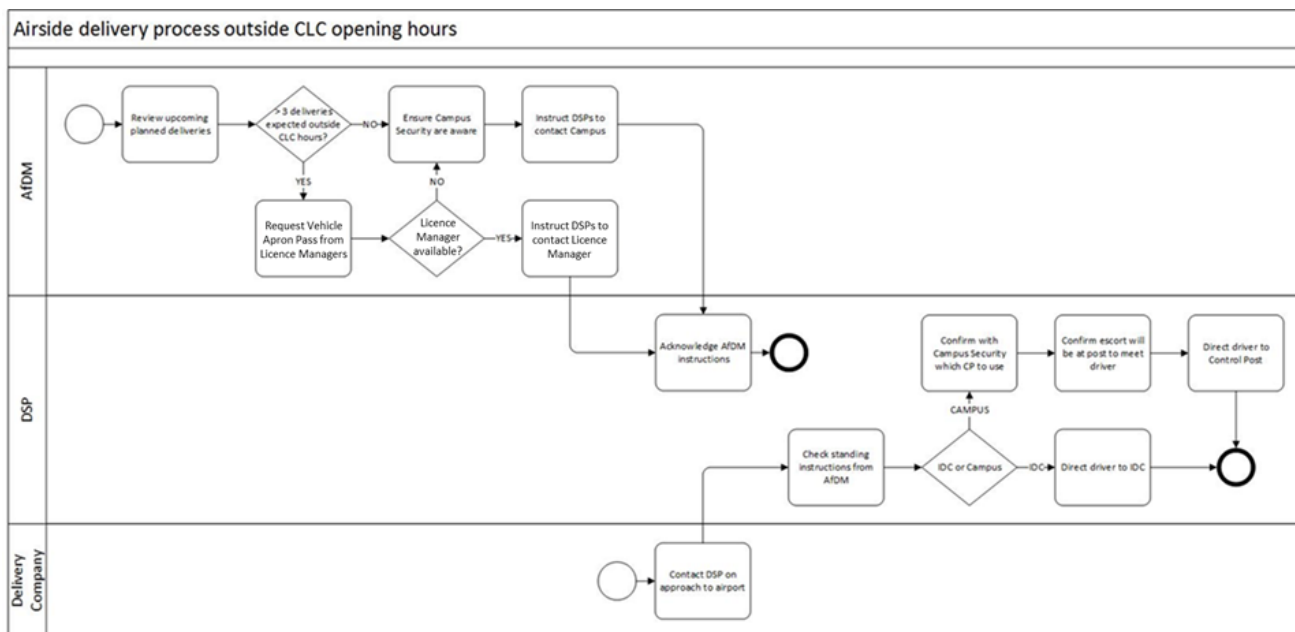 Airside delivery process outside CLC opening hours
AfDM
Review upcoming
planned deliveries
> 3 deliveries
expected outside
CLC hours?
NO
Ensure Campus
Security are aware
Instruct DSPs to
contact Campus
YES
NO
Request Vehicle
Apron Pass from
Licence Managers
Licence
Manager
available?
YES
Instruct DSPs to
contact Licence
Manager
DSP
Acknowledge AfDM
instructions
Confirm with
Campus Security
which CP to use
Confirm escort will
be at post to meet
driver
Direct driver to
Control Post
CAMPUS
Check standing
instructions from
AfDM
IDC or Campus
IDC
Direct driver to IDC
Delivery
Company
Contact DSP on
approach to airport